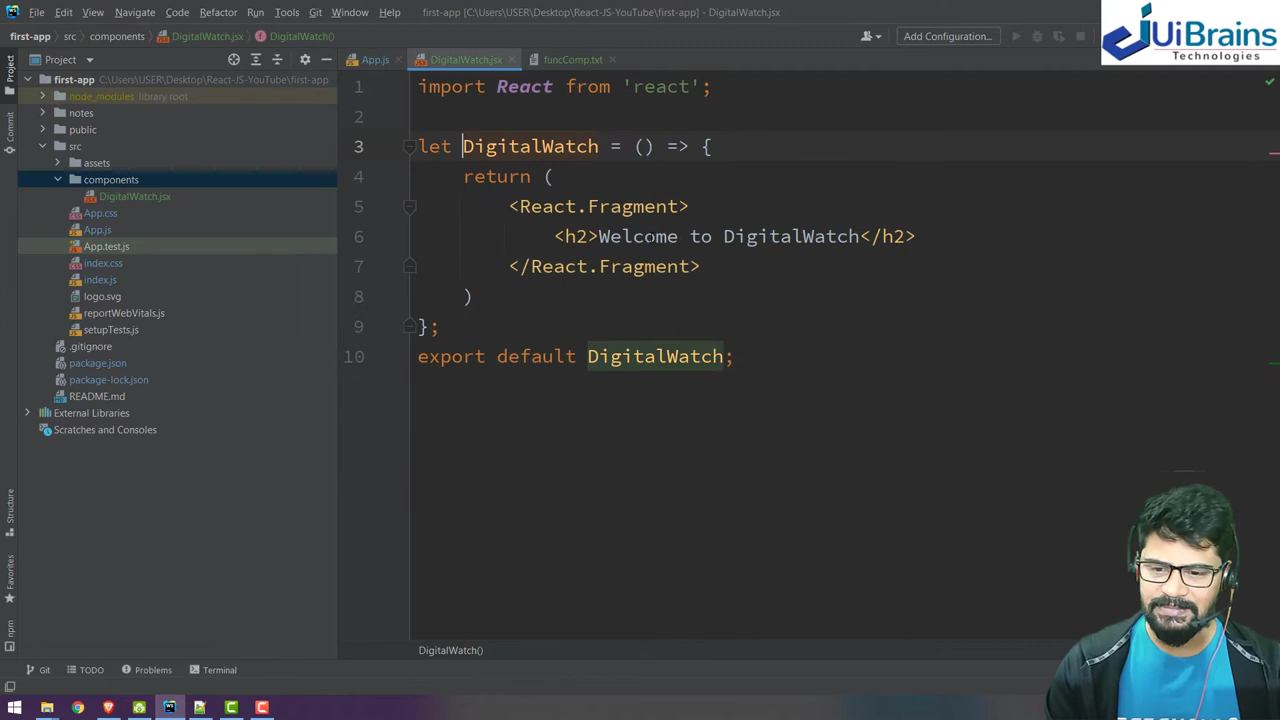 File Edit View Navigate Code Refactor Run Tools Git Window Help first-app [C:\Users\USER\Desktop\React-JS-YouTube\first-app] - DigitalWatch.jsx
first-app src components DigitalWatch.jsx DigitalWatch() Add Configuration...
UiBrains
Technologies
Project
App.js DigitalWatch.jsx funcComp.txt
first-app C:\Users\USER\Desktop\React-JS-YouTube\first-app
node_modules library root
notes
public
src
assets
components
DigitalWatch.jsx
App.css
App.js
App.test.js
index.css
index.js
logo.svg
reportWebVitals.js
setupTests.js
.gitignore
package.json
package-lock.json
README.md
External Libraries
Scratches and Consoles
1 import React from 'react';
2
3 let DigitalWatch = () => {
4 return (
5 <React.Fragment>
6 <h2>Welcome to DigitalWatch</h2>
7 </React.Fragment>
8 )
9 };
10 export default DigitalWatch;
DigitalWatch()
Project
Commit
Structure
Favorites
npm
Git TODO Problems Terminal